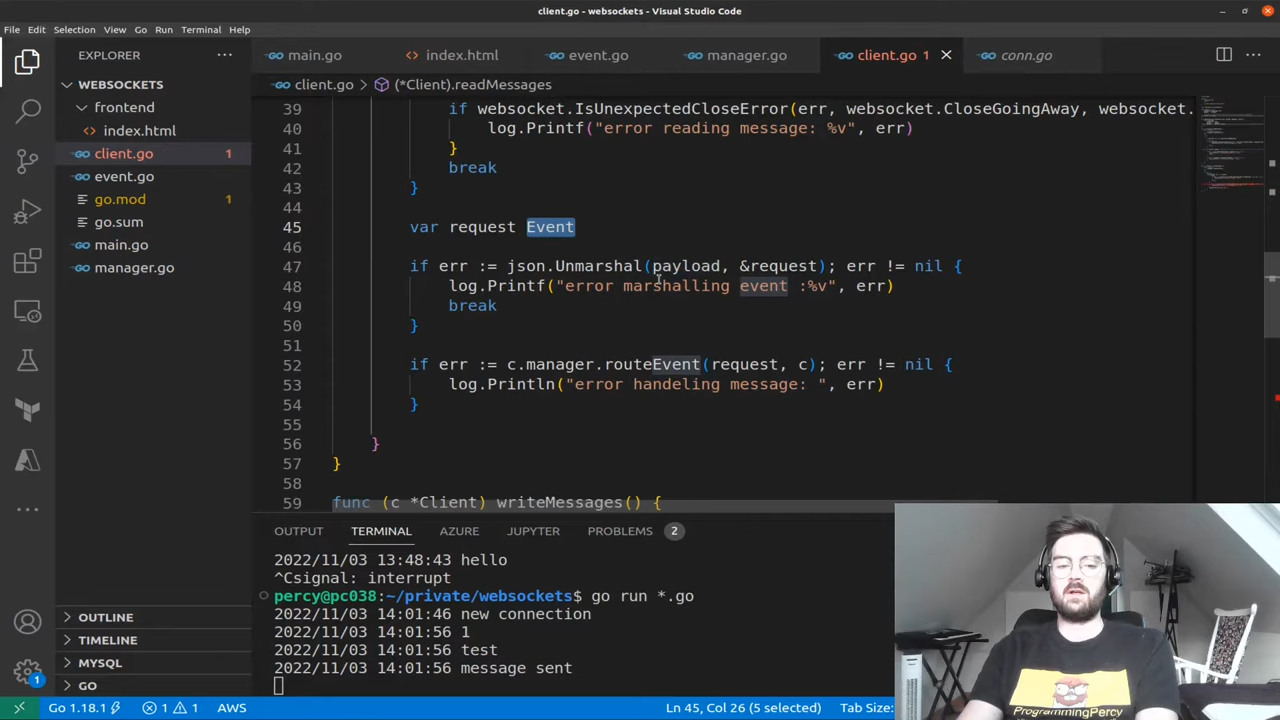 client.go - websockets - Visual Studio Code
File Edit Selection View Go Run Terminal Help
EXPLORER
main.go index.html event.go manager.go client.go 1 conn.go
WEBSOCKETS
frontend
index.html
client.go 1
event.go
go.mod 1
go.sum
main.go
manager.go
OUTLINE
TIMELINE
MYSQL
GO
client.go > (*Client).readMessages
39 if websocket.IsUnexpectedCloseError(err, websocket.CloseGoingAway, websocket.
40 log.Printf("error reading message: %v", err)
41 }
42 break
43 }
44
45 var request Event
46
47 if err := json.Unmarshal(payload, &request); err != nil {
48 log.Printf("error marshalling event :%v", err)
49 break
50 }
51
52 if err := c.manager.routeEvent(request, c); err != nil {
53 log.Println("error handeling message: ", err)
54 }
55
56 }
57 }
59 func (c *Client) writeMessages() {
OUTPUT TERMINAL AZURE JUPYTER PROBLEMS 2
2022/11/03 13:48:43 hello
^Csignal: interrupt
percy@pc038:~/private/websockets$ go run *.go
2022/11/03 14:01:46 new connection
2022/11/03 14:01:56 1
2022/11/03 14:01:56 test
2022/11/03 14:01:56 message sent
1
Go 1.18.1 1 1 AWS Ln 45, Col 26 (5 selected) Tab Size:
ProgrammingPercy